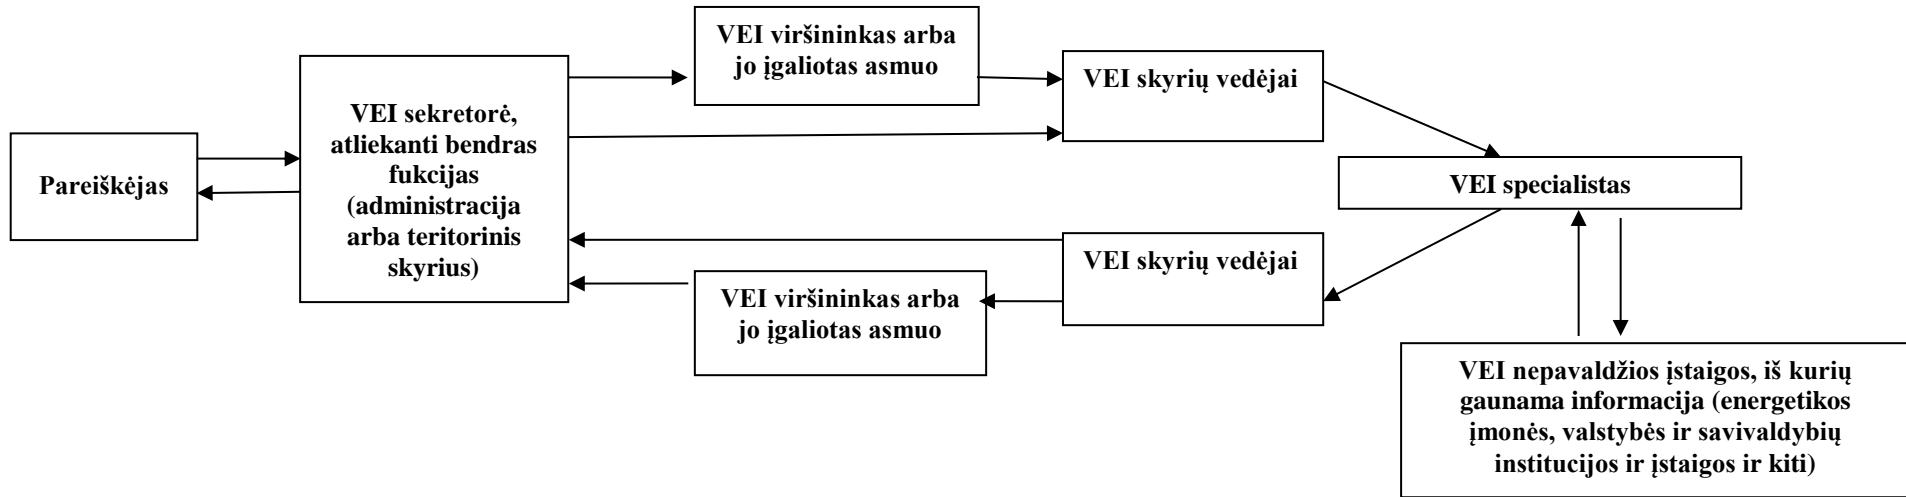 Pareiškėjas
VEI sekretorė,
atliekanti bendras
fukcijas
(administracija
arba teritorinis
skyrius)
VEI viršininkas arba
jo įgaliotas asmuo
VEI skyrių vedėjai
VEI specialistas
VEI skyrių vedėjai
VEI viršininkas arba
jo įgaliotas asmuo
VEI nepavaldžios įstaigos, iš kurių
gaunama informacija (energetikos
įmonės, valstybės ir savivaldybių
institucijos ir įstaigos ir kiti)